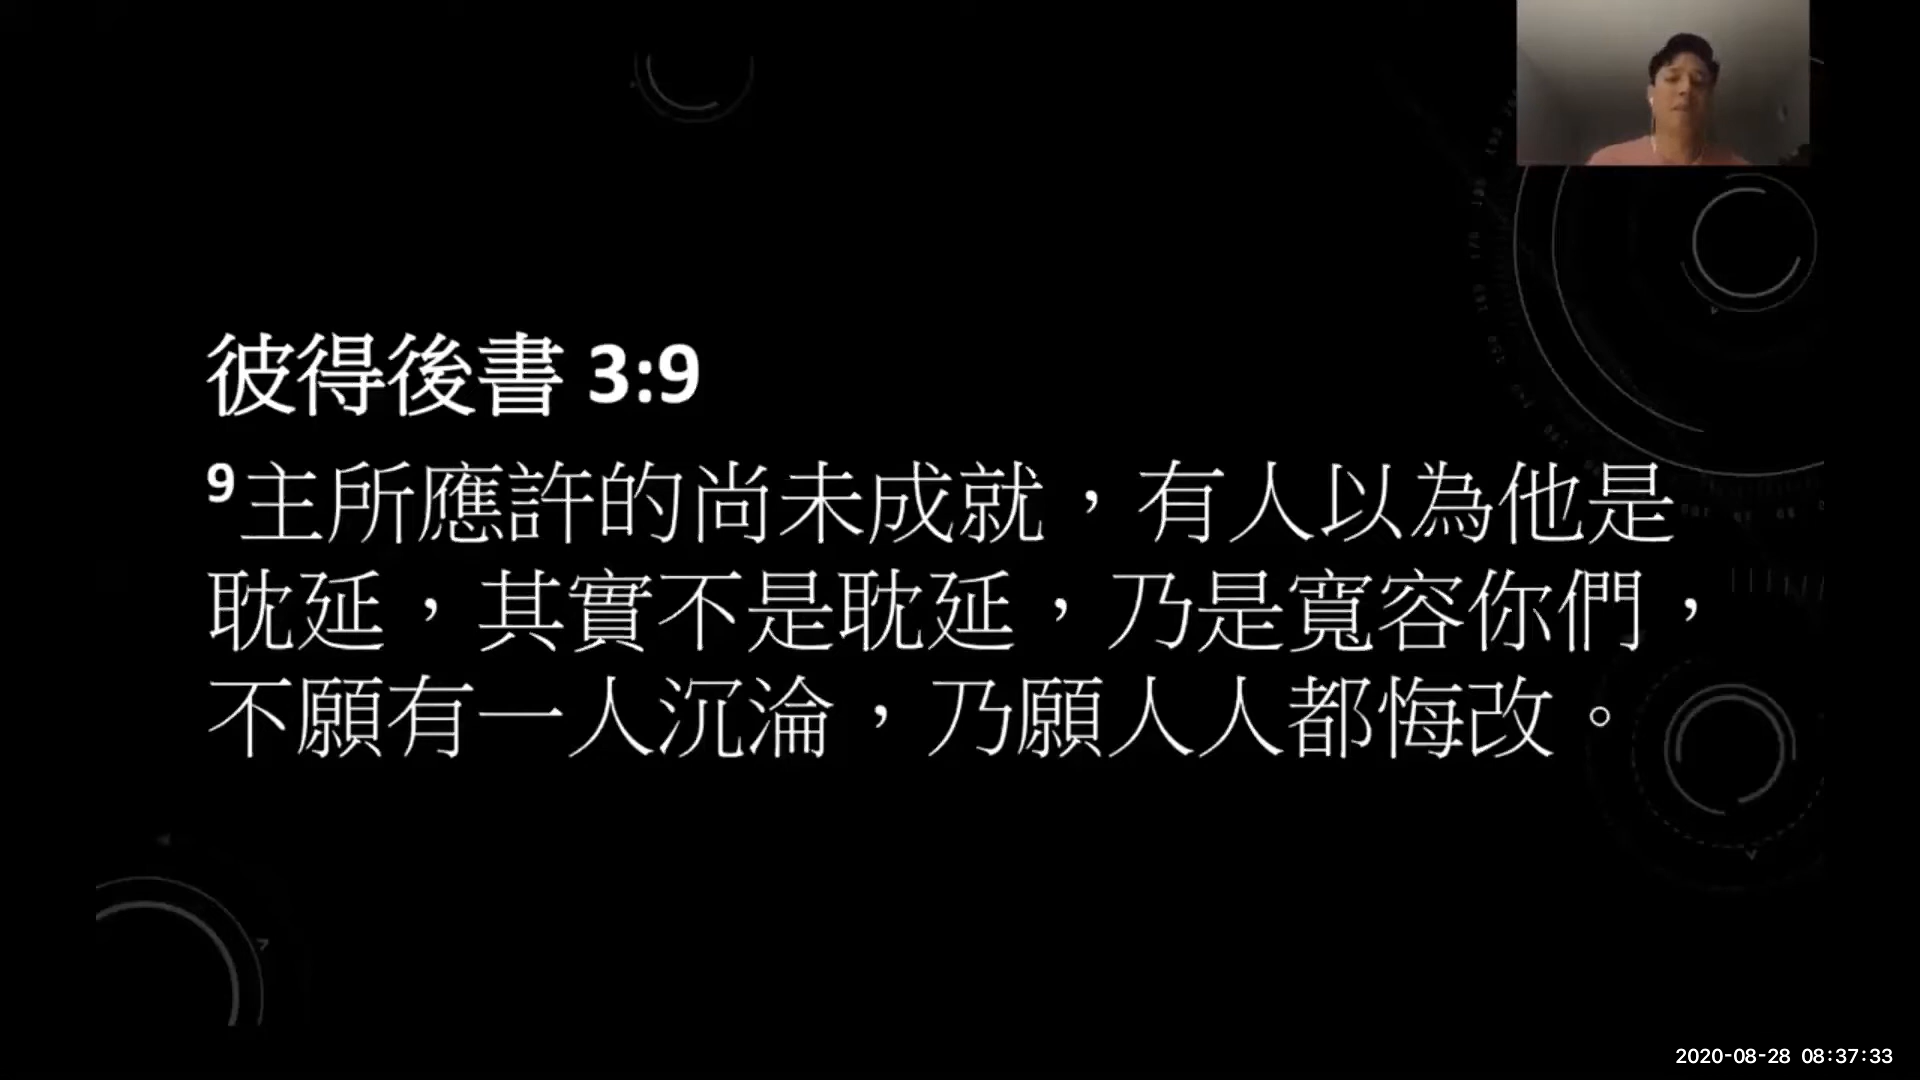 彼得後書 3:9
9主所應許的尚未成就，有人以為他是
耽延，其實不是耽延，乃是寬容你們，
不願有一人沉淪，乃願人人都悔改。
2020-08-28 08:37:33